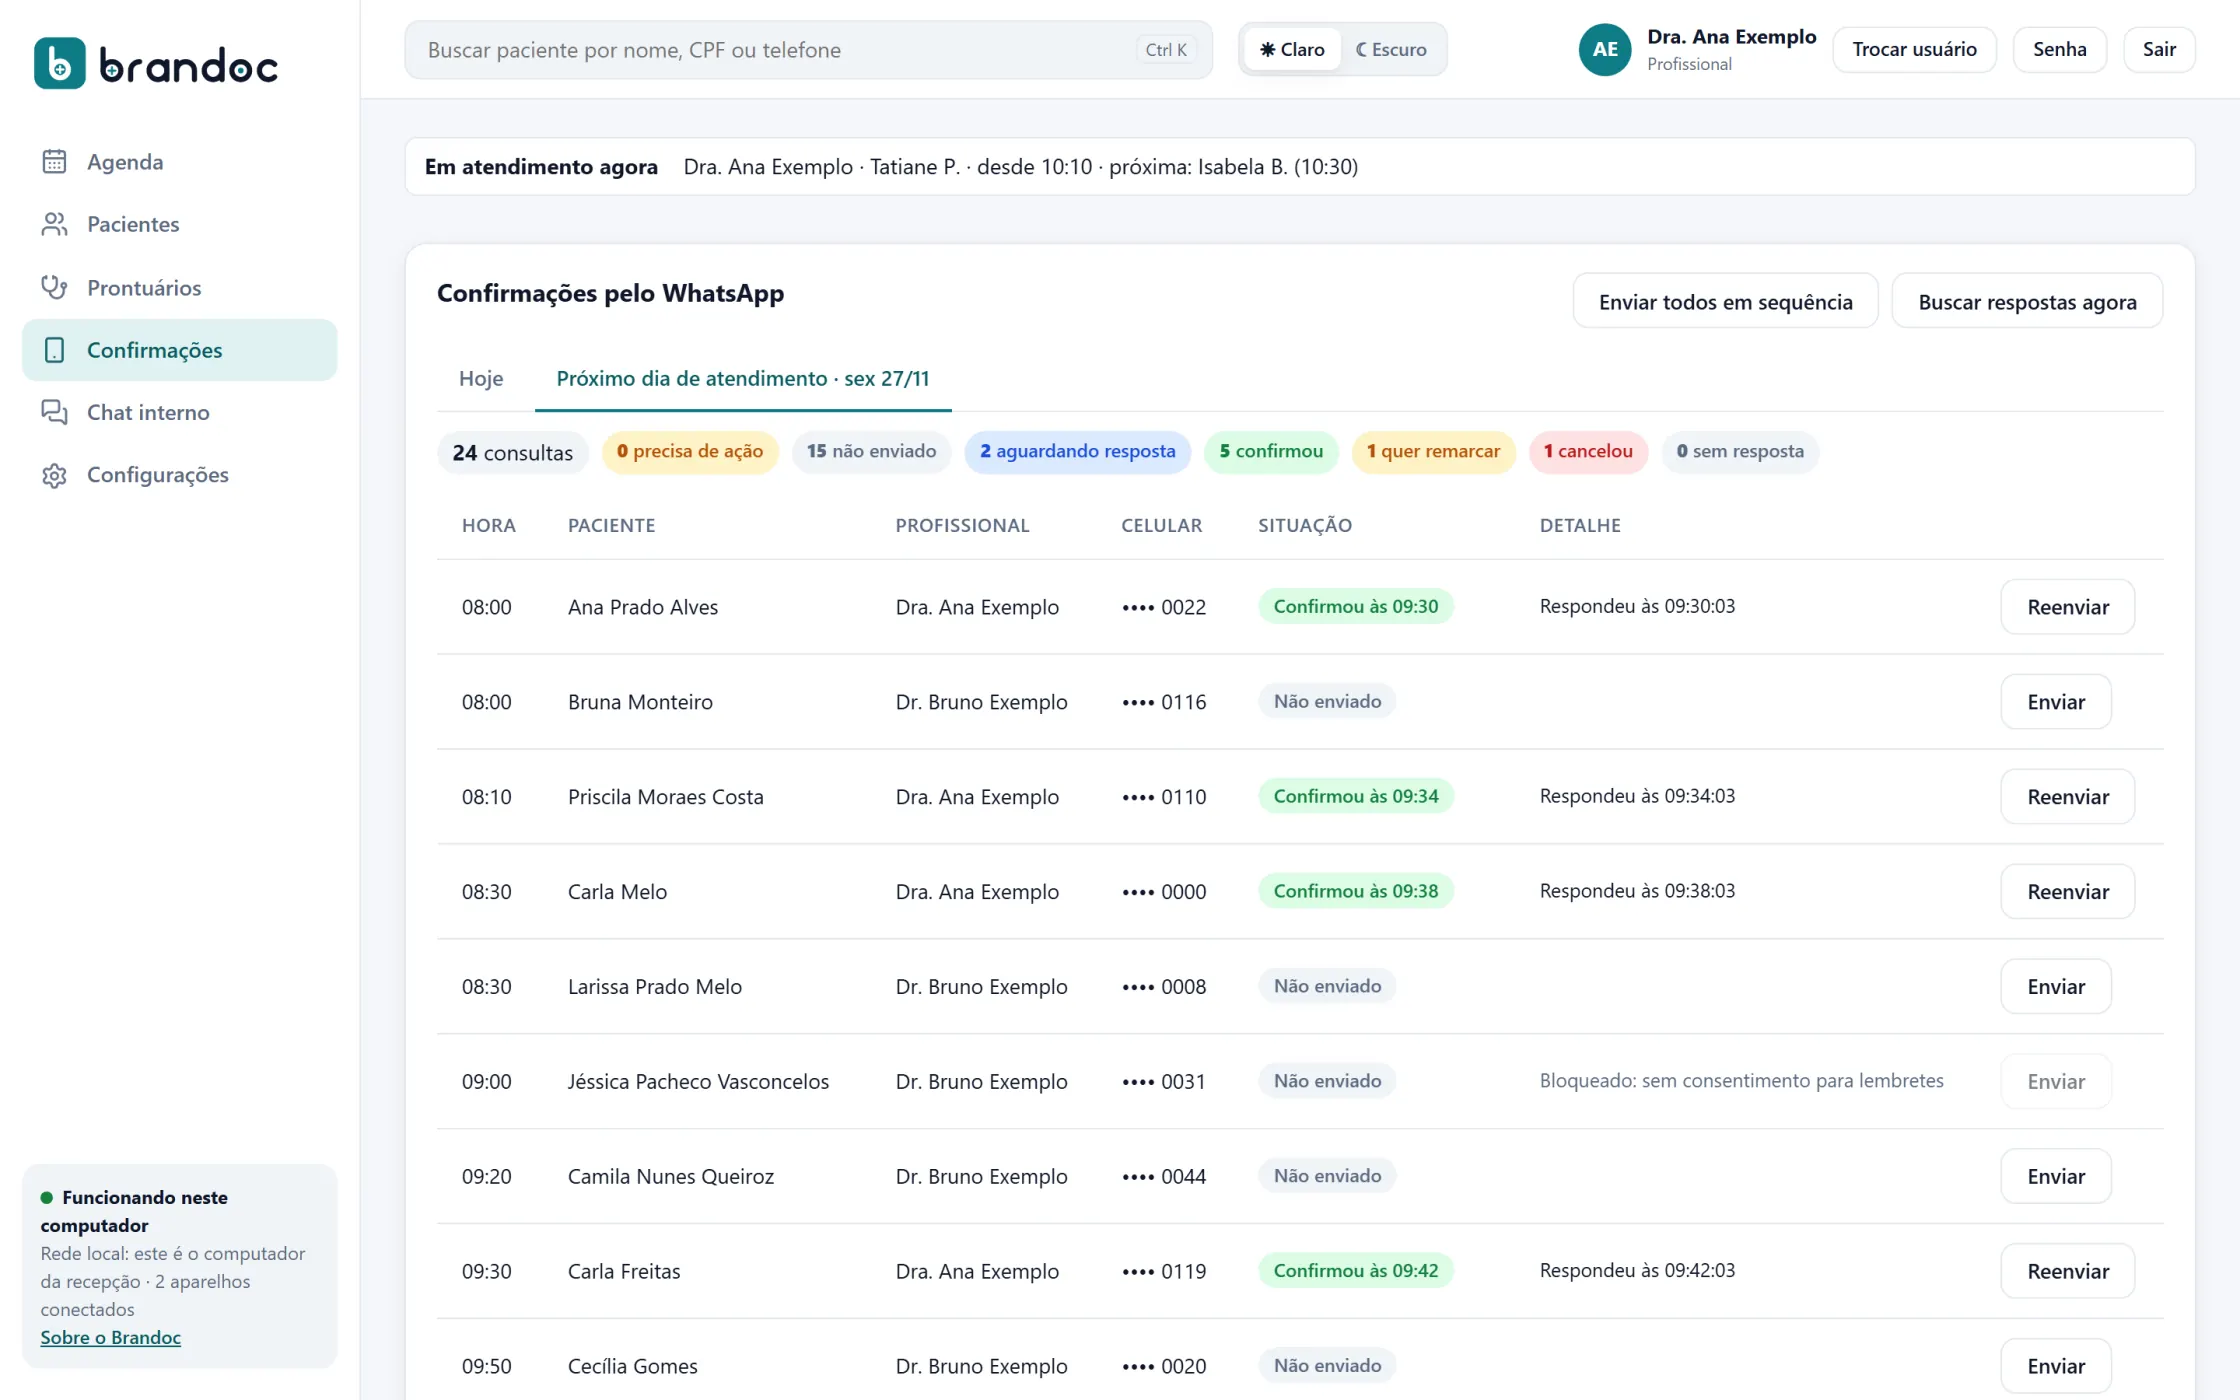 brandoc
Buscar paciente por nome, CPF ou telefone
Ctrl K
Claro
Escuro
AE
Dra. Ana Exemplo
Profissional
Trocar usuário
Senha
Sair
Agenda
Pacientes
Prontuários
Confirmações
Chat interno
Configurações
Funcionando neste
computador
Rede local: este é o computador
da recepção · 2 aparelhos
conectados
Sobre o Brandoc
Em atendimento agora Dra. Ana Exemplo · Tatiane P. · desde 10:10 · próxima: Isabela B. (10:30)
Confirmações pelo WhatsApp
Enviar todos em sequência
Buscar respostas agora
Hoje
Próximo dia de atendimento · sex 27/11
24 consultas
0 precisa de ação
15 não enviado
2 aguardando resposta
5 confirmou
1 quer remarcar
1 cancelou
0 sem resposta
HORA PACIENTE PROFISSIONAL CELULAR SITUAÇÃO DETALHE
08:00 Ana Prado Alves Dra. Ana Exemplo •••• 0022 Confirmou às 09:30 Respondeu às 09:30:03 Reenviar
08:00 Bruna Monteiro Dr. Bruno Exemplo •••• 0116 Não enviado Enviar
08:10 Priscila Moraes Costa Dra. Ana Exemplo •••• 0110 Confirmou às 09:34 Respondeu às 09:34:03 Reenviar
08:30 Carla Melo Dra. Ana Exemplo •••• 0000 Confirmou às 09:38 Respondeu às 09:38:03 Reenviar
08:30 Larissa Prado Melo Dr. Bruno Exemplo •••• 0008 Não enviado Enviar
09:00 Jéssica Pacheco Vasconcelos Dr. Bruno Exemplo •••• 0031 Não enviado Bloqueado: sem consentimento para lembretes Enviar
09:20 Camila Nunes Queiroz Dr. Bruno Exemplo •••• 0044 Não enviado Enviar
09:30 Carla Freitas Dra. Ana Exemplo •••• 0119 Confirmou às 09:42 Respondeu às 09:42:03 Reenviar
09:50 Cecília Gomes Dr. Bruno Exemplo •••• 0020 Não enviado Enviar